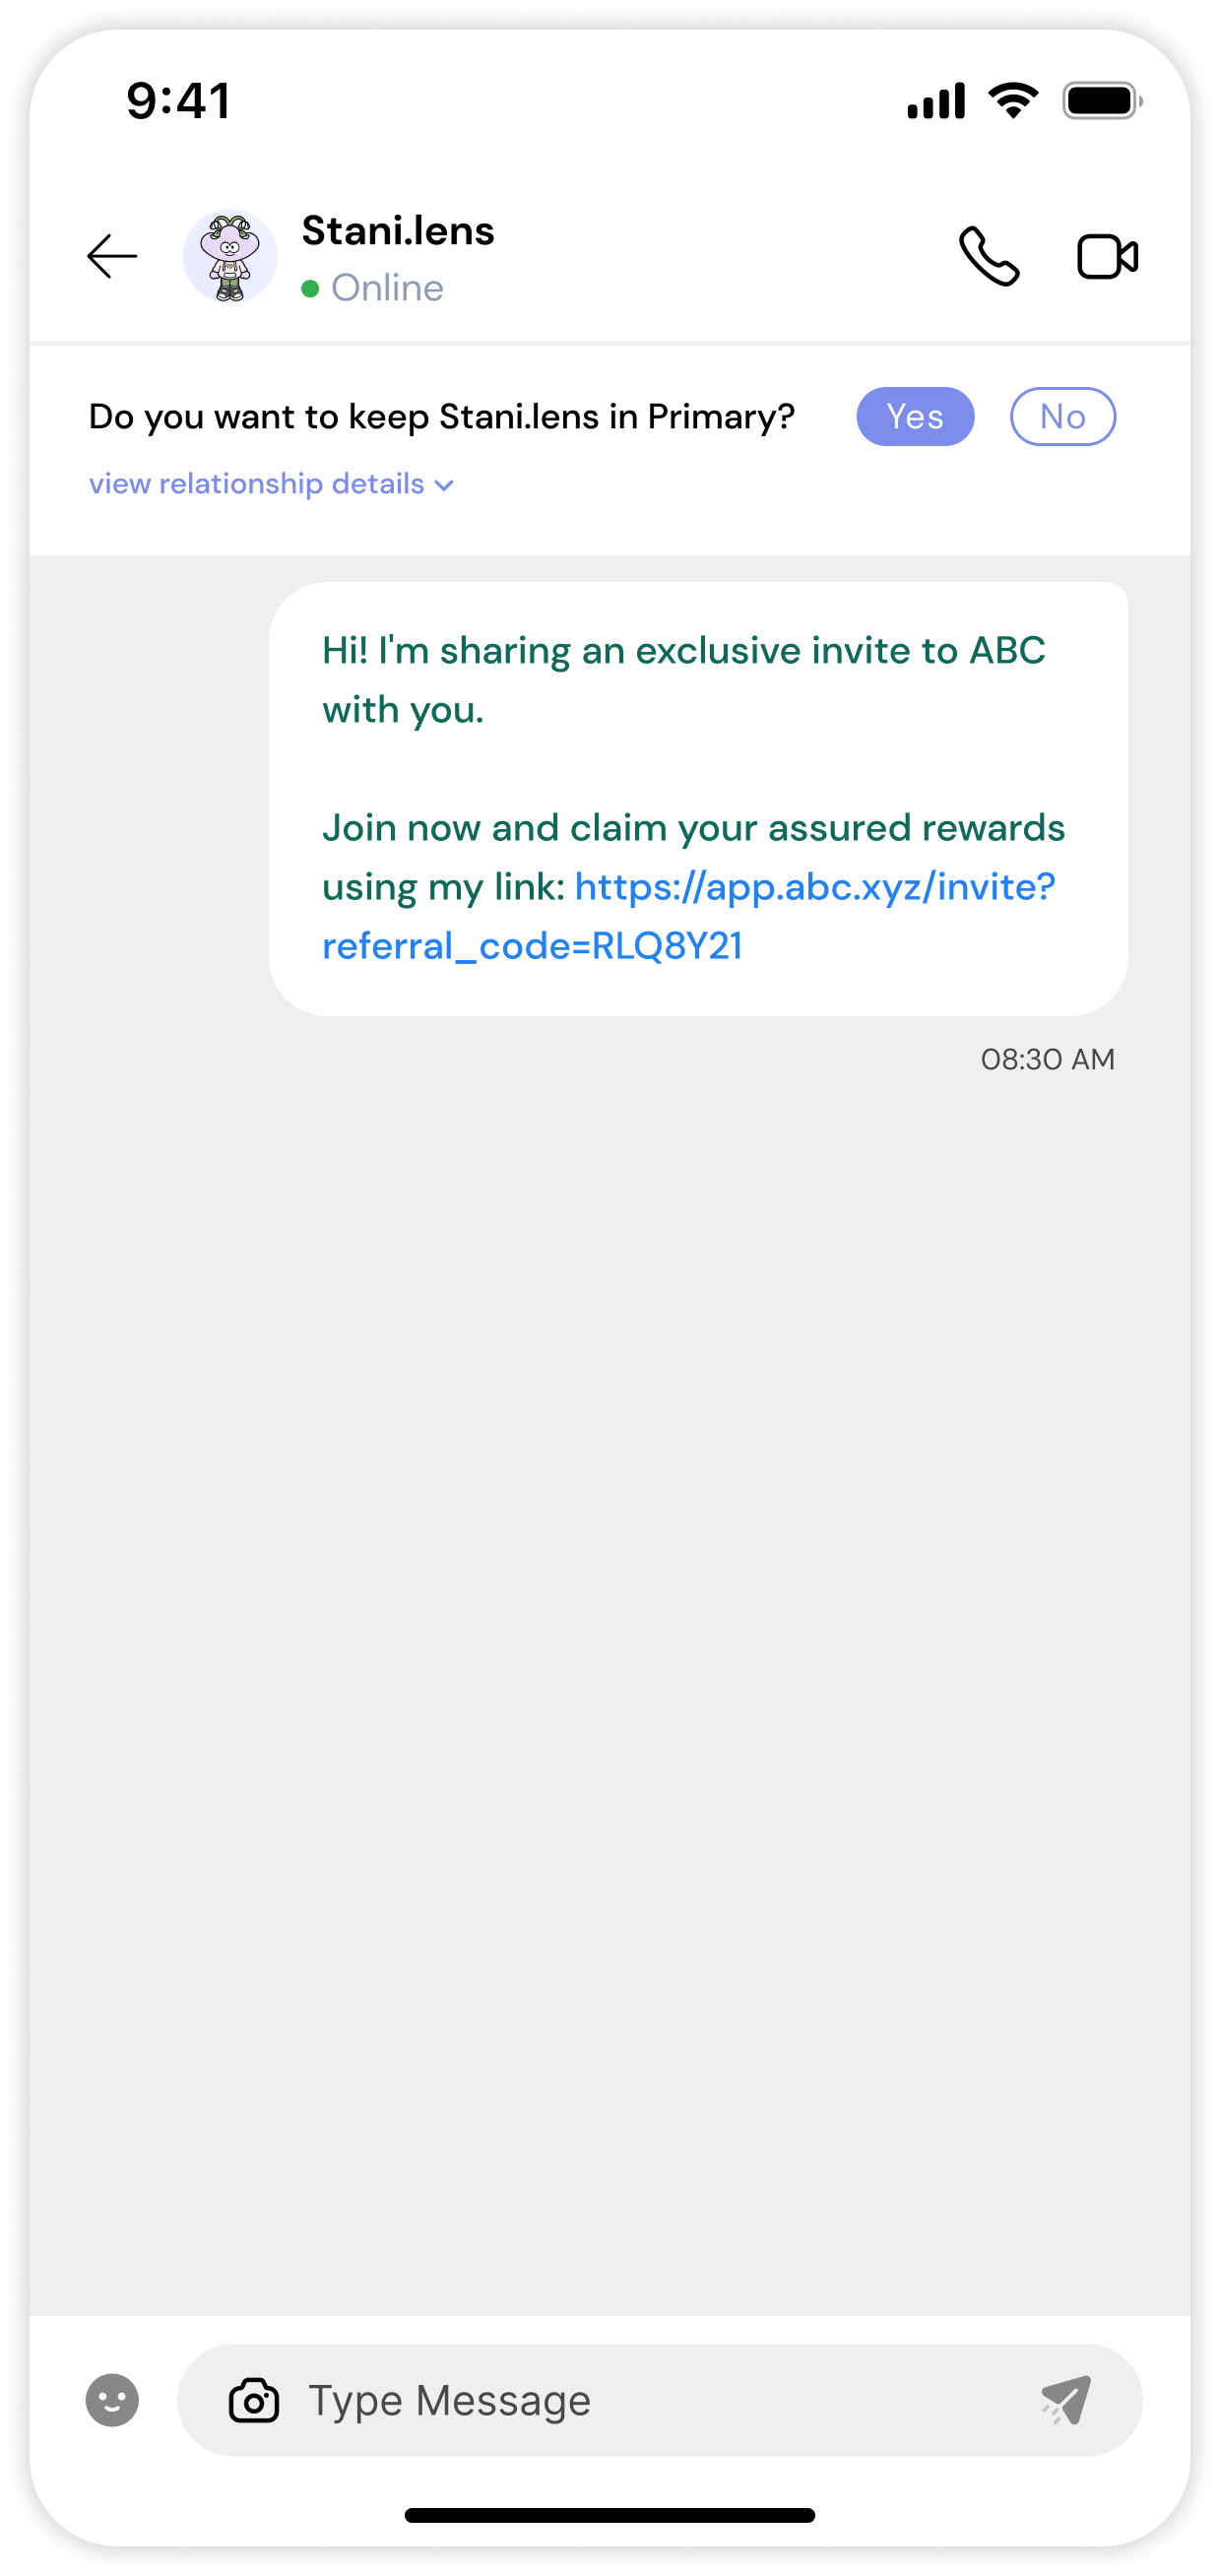 9:41
Stani.lens
Online
Do you want to keep Stani.lens in Primary?
Yes
No
view relationship details
Hi! I'm sharing an exclusive invite to ABC
with you.
Join now and claim your assured rewards
using my link: https://app.abc.xyz/invite?
referral_code=RLQ8Y21
08:30 AM
Type Message